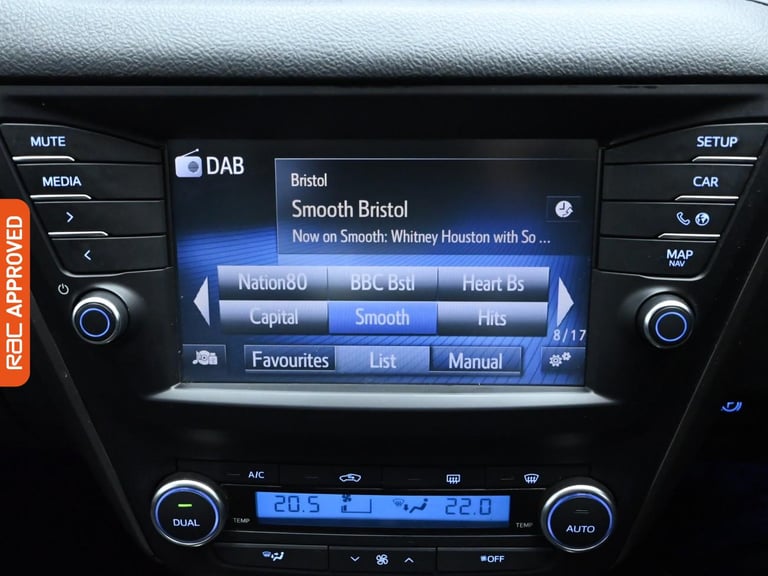 MUTE
MEDIA
SETUP
CAR
MAP
NAV
DAB
Bristol
Smooth Bristol
Now on Smooth: Whitney Houston with So ...
Nation80 BBC Bstl Heart Bs
Capital Smooth Hits
8/17
Favourites List Manual
RAC APPROVED
A/C
20.5 22.0
TEMP TEMP
DUAL AUTO
OFF